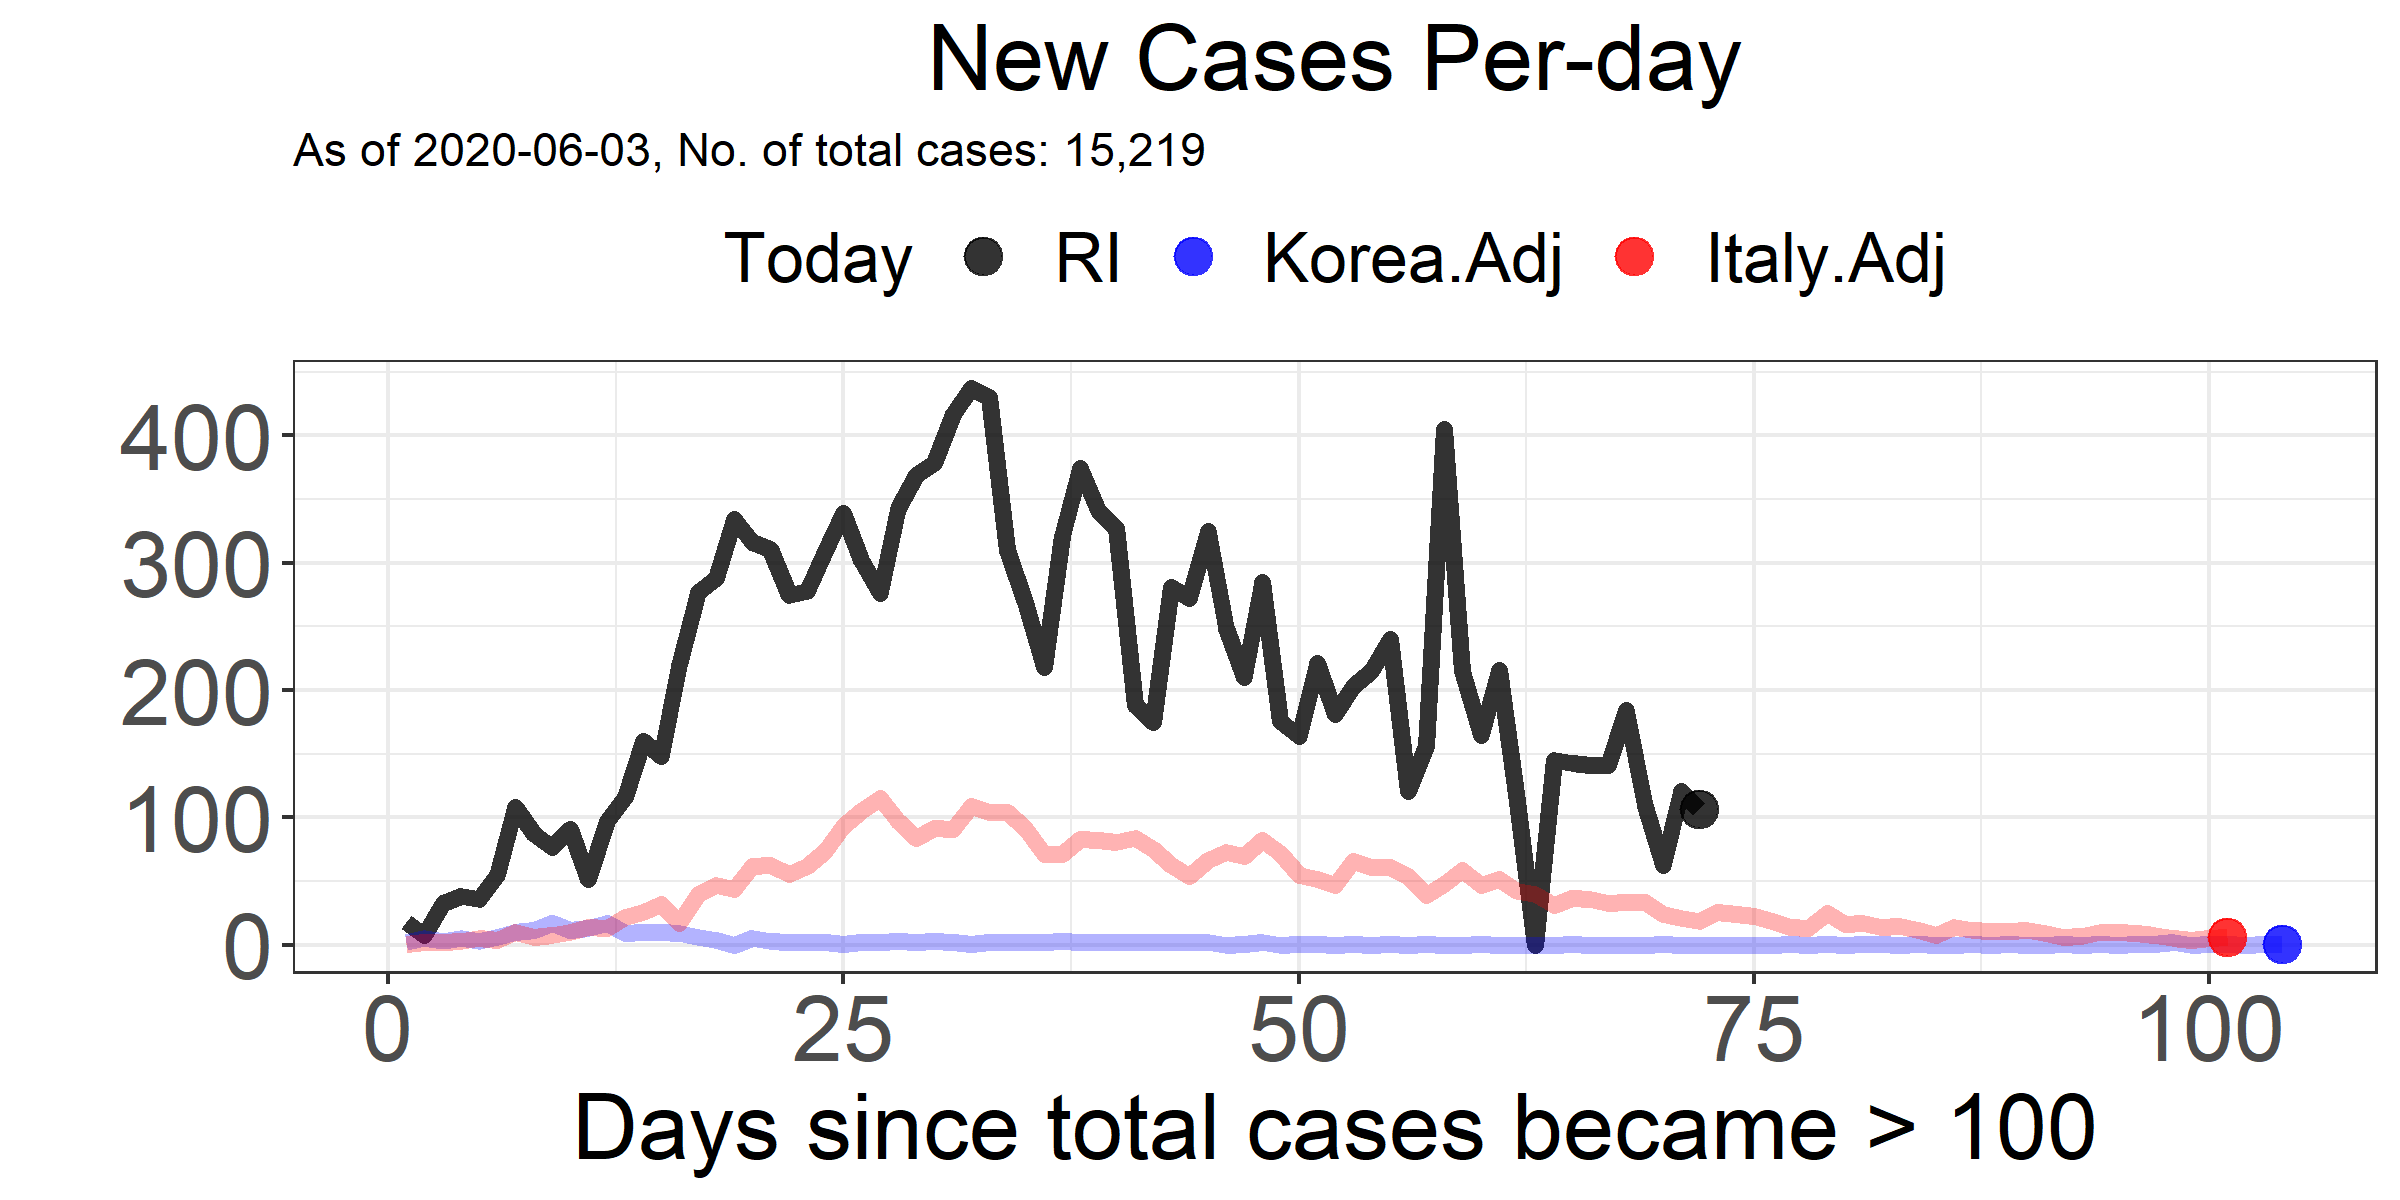 New Cases Per-day
As of 2020-06-03, No. of total cases: 15,219
Today RI Korea.Adj Italy.Adj
400
300
200
100
0
0 25 50 75 100
Days since total cases became > 100